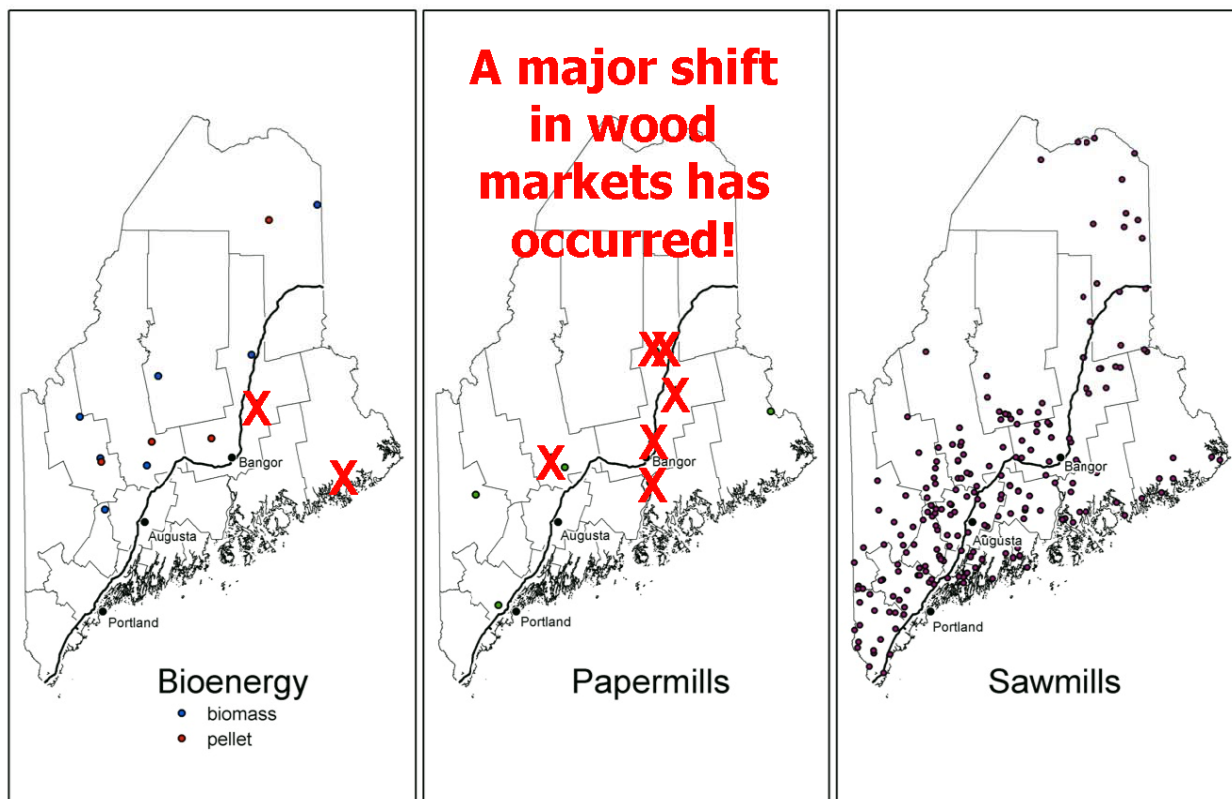 A major shift
in wood
markets has
occurred!
X
X
Bangor
Augusta
Portland
Bioenergy
biomass
pellet
X X
X
X
X
X
Bangor
Augusta
Portland
Papermills
Bangor
Augusta
Portland
Sawmills